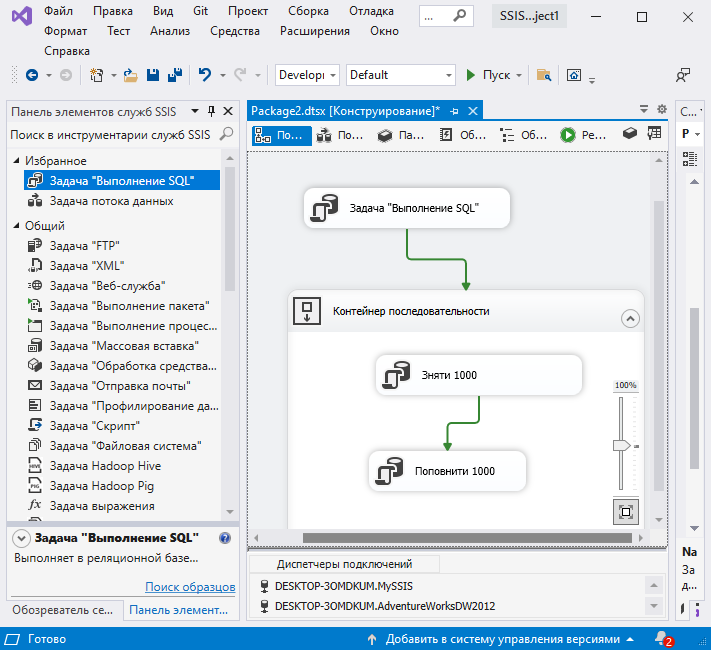 Файл Правка Вид Git Проект Сборка Отладка
... SSIS...ject1
Формат Тест Анализ Средства Расширения Окно
Справка
Developı Default Пуск
Панель элементов служб SSIS
Package2.dtsx [Конструирование]*
С...
Поиск в инструментарии служб SSIS
По... По... Па... Об... Об... Ре...
P
Избранное
Задача "Выполнение SQL"
Задача потока данных
Общий
Задача "FTP"
Задача "XML"
Задача "Веб-служба"
Задача "Выполнение пакета"
Задача "Выполнение процес...
Задача "Массовая вставка"
Задача "Обработка средства...
Задача "Отправка почты"
Задача "Профилирование да...
Задача "Скрипт"
Задача "Файловая система"
Задача Hadoop Hive
Задача Hadoop Pig
fx Задача выражения
Задача "Выполнение SQL"
Выполняет в реляционной базе...
Поиск образцов
Обозреватель се... Панель элемент...
Задача "Выполнение SQL"
Контейнер последовательности
Зняти 1000
Поповнити 1000
100%
Диспетчеры подключений
DESKTOP-3OMDKUM.MySSIS
DESKTOP-3OMDKUM.AdventureWorksDW2012
Na
За
д...
Готово
Добавить в систему управления версиями
2